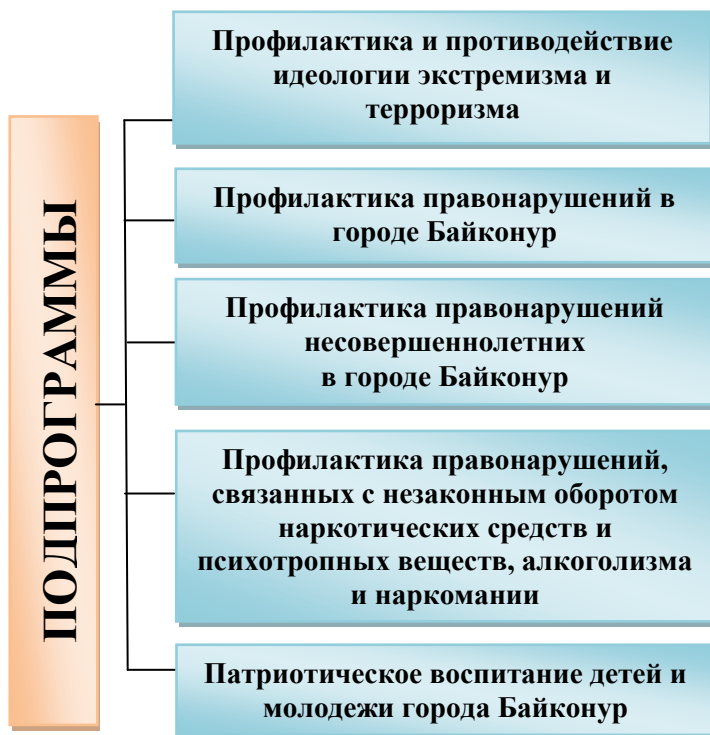 ПОДПРОГРАММЫ
Профилактика и противодействие
идеологии экстремизма и
терроризма
Профилактика правонарушений в
городе Байконур
Профилактика правонарушений
несовершеннолетних
в городе Байконур
Профилактика правонарушений,
связанных с незаконным оборотом
наркотических средств и
психотропных веществ, алкоголизма
и наркомании
Патриотическое воспитание детей и
молодежи города Байконур